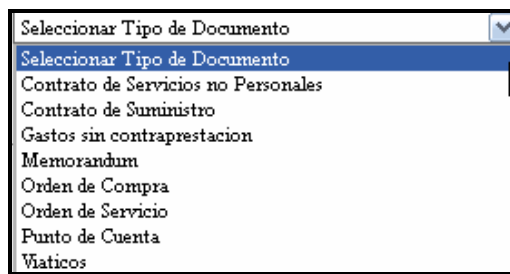 Seleccionar Tipo de Documento
Seleccionar Tipo de Documento
Contrato de Servicios no Personales
Contrato de Suministro
Gastos sin contraprestacion
Memorandum
Orden de Compra
Orden de Servicio
Punto de Cuenta
Viaticos